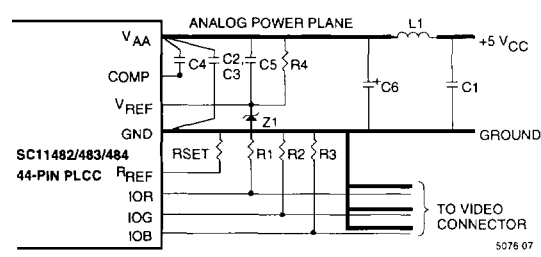 ANALOG POWER PLANE
L1
VAA
+5 VCC
C4
C2,
C3
C5
R4
COMP
+
C6
C1
VREF
Z1
GND
GROUND
SC11482/483/484
44-PIN PLCC
RSET
R1
R2
R3
RREF
IOR
IOG
IOB
TO VIDEO
CONNECTOR
5076 07